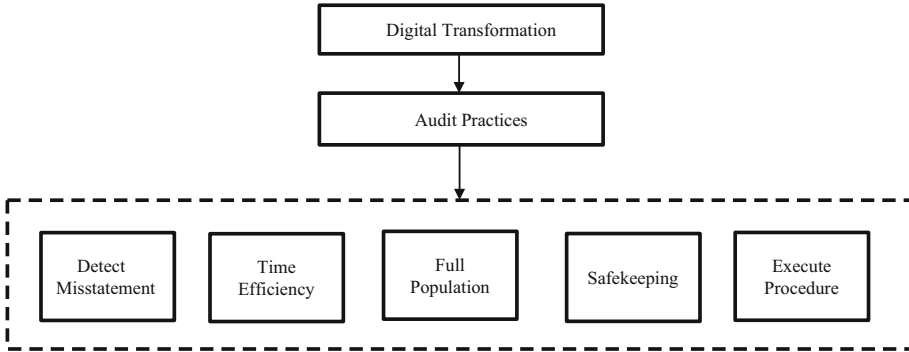 Digital Transformation
Audit Practices
Detect
Misstatement
Time
Efficiency
Full
Population
Safekeeping
Execute
Procedure